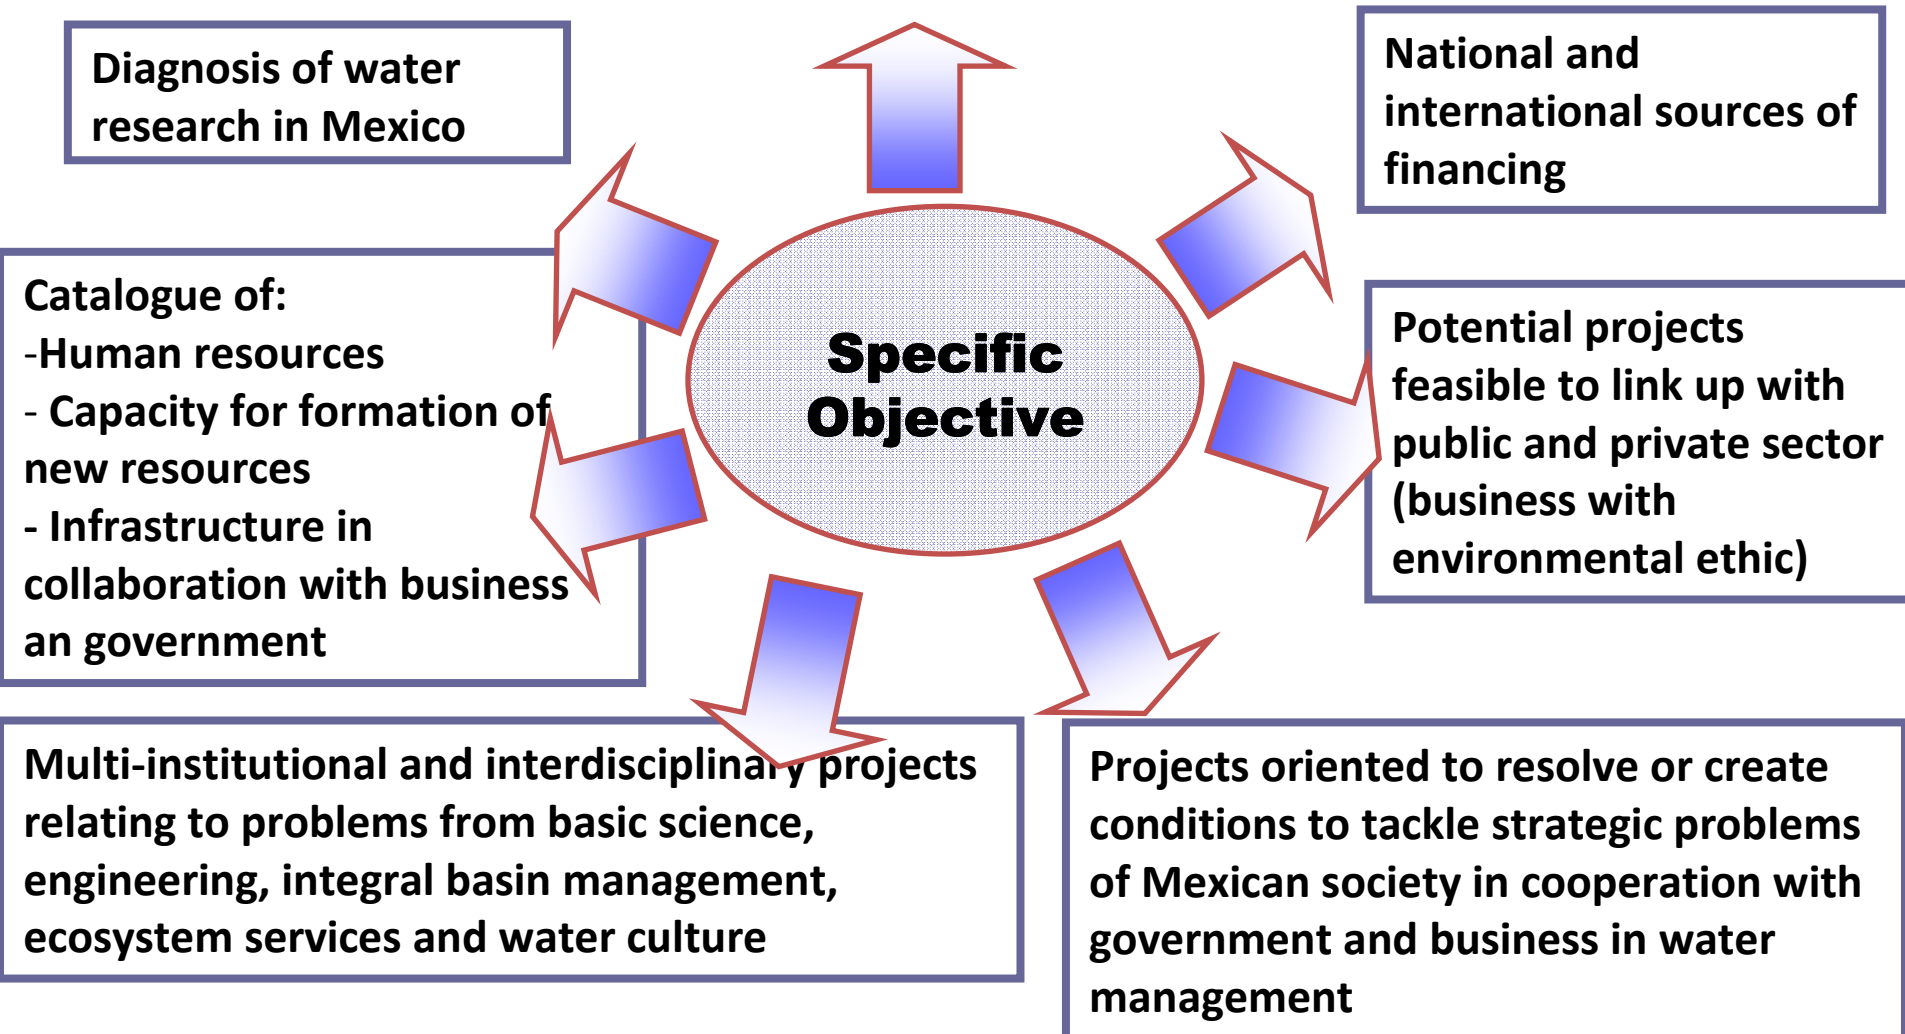 Diagnosis of water
research in Mexico
National and
international sources of
financing
Catalogue of:
-Human resources
- Capacity for formation of
new resources
- Infrastructure in
collaboration with business
an government
Specific
Objective
Potential projects
feasible to link up with
public and private sector
(business with
environmental ethic)
Multi-institutional and interdisciplinary projects
relating to problems from basic science,
engineering, integral basin management,
ecosystem services and water culture
Projects oriented to resolve or create
conditions to tackle strategic problems
of Mexican society in cooperation with
government and business in water
management